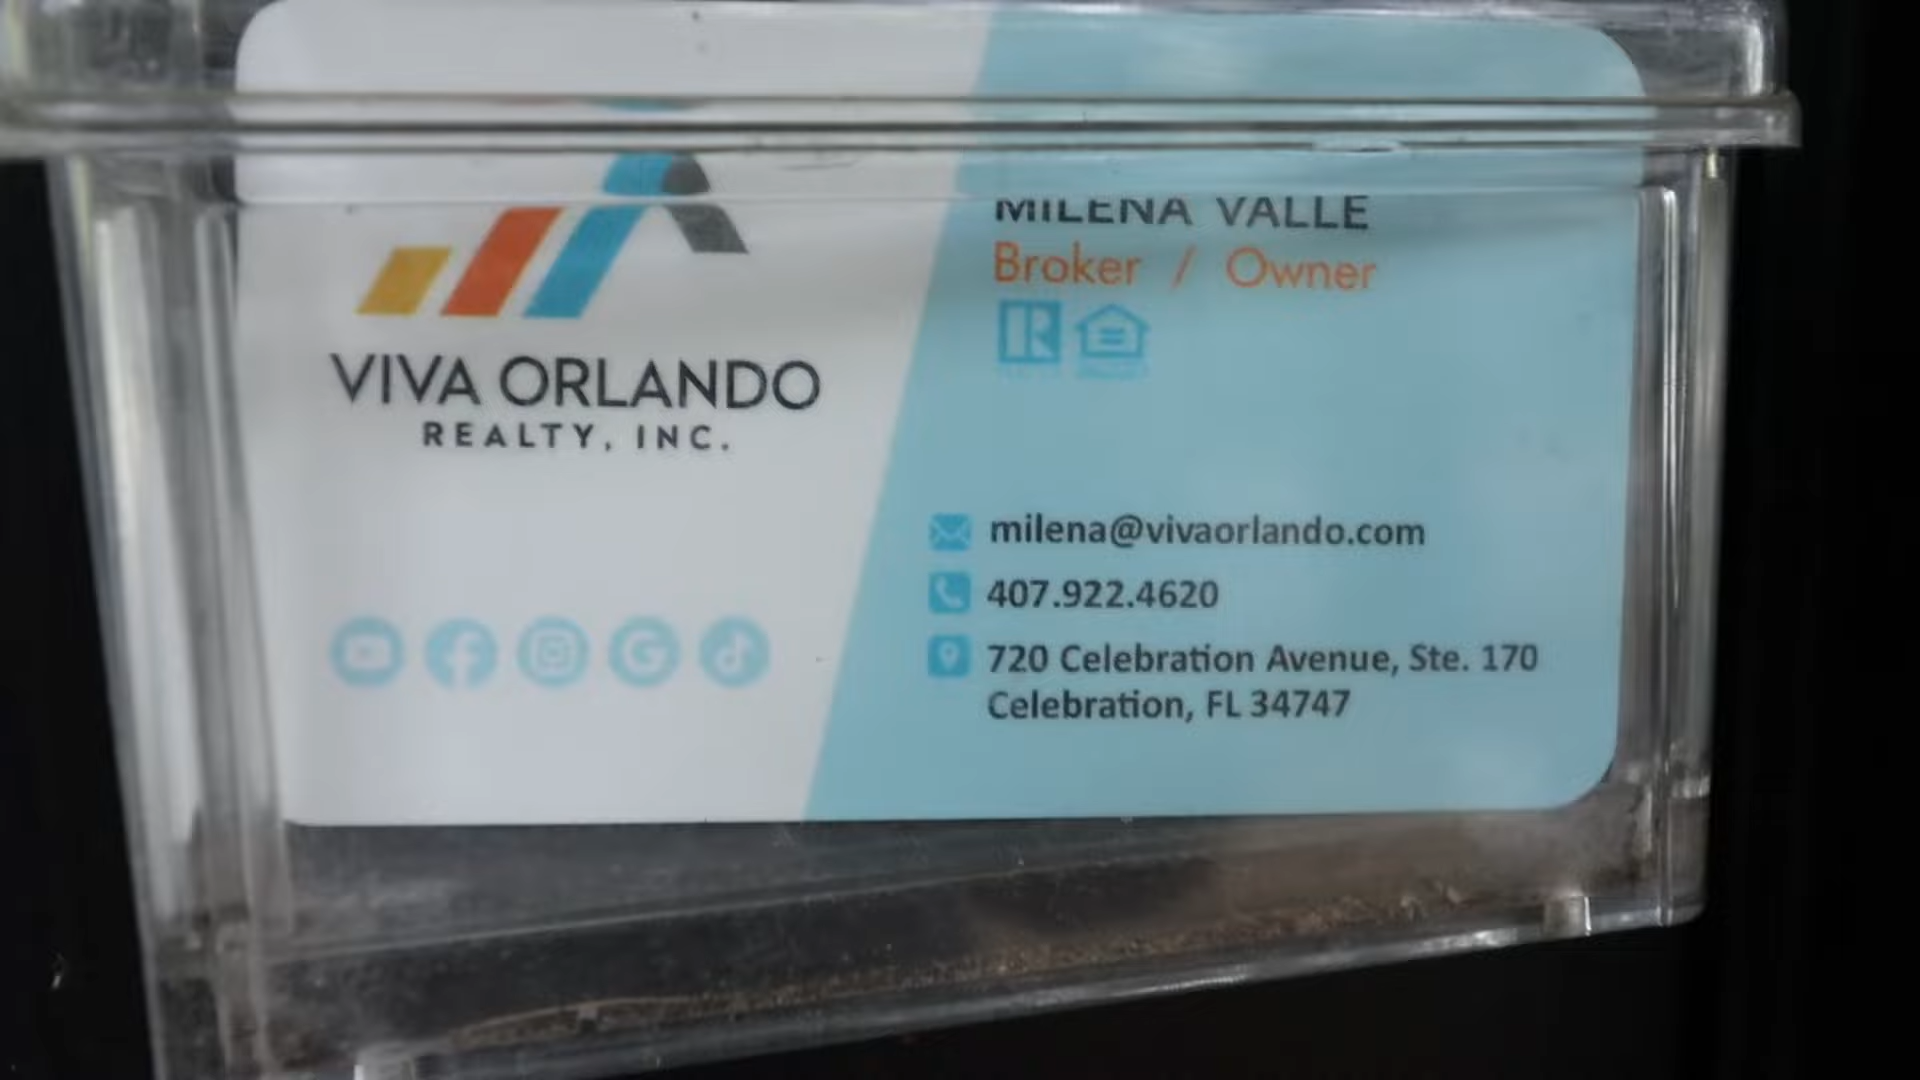 VIVA ORLANDO
REALTY, INC.
MILENA VALLE
Broker / Owner
milena@vivaorlando.com
407.922.4620
720 Celebration Avenue, Ste. 170
Celebration, FL 34747